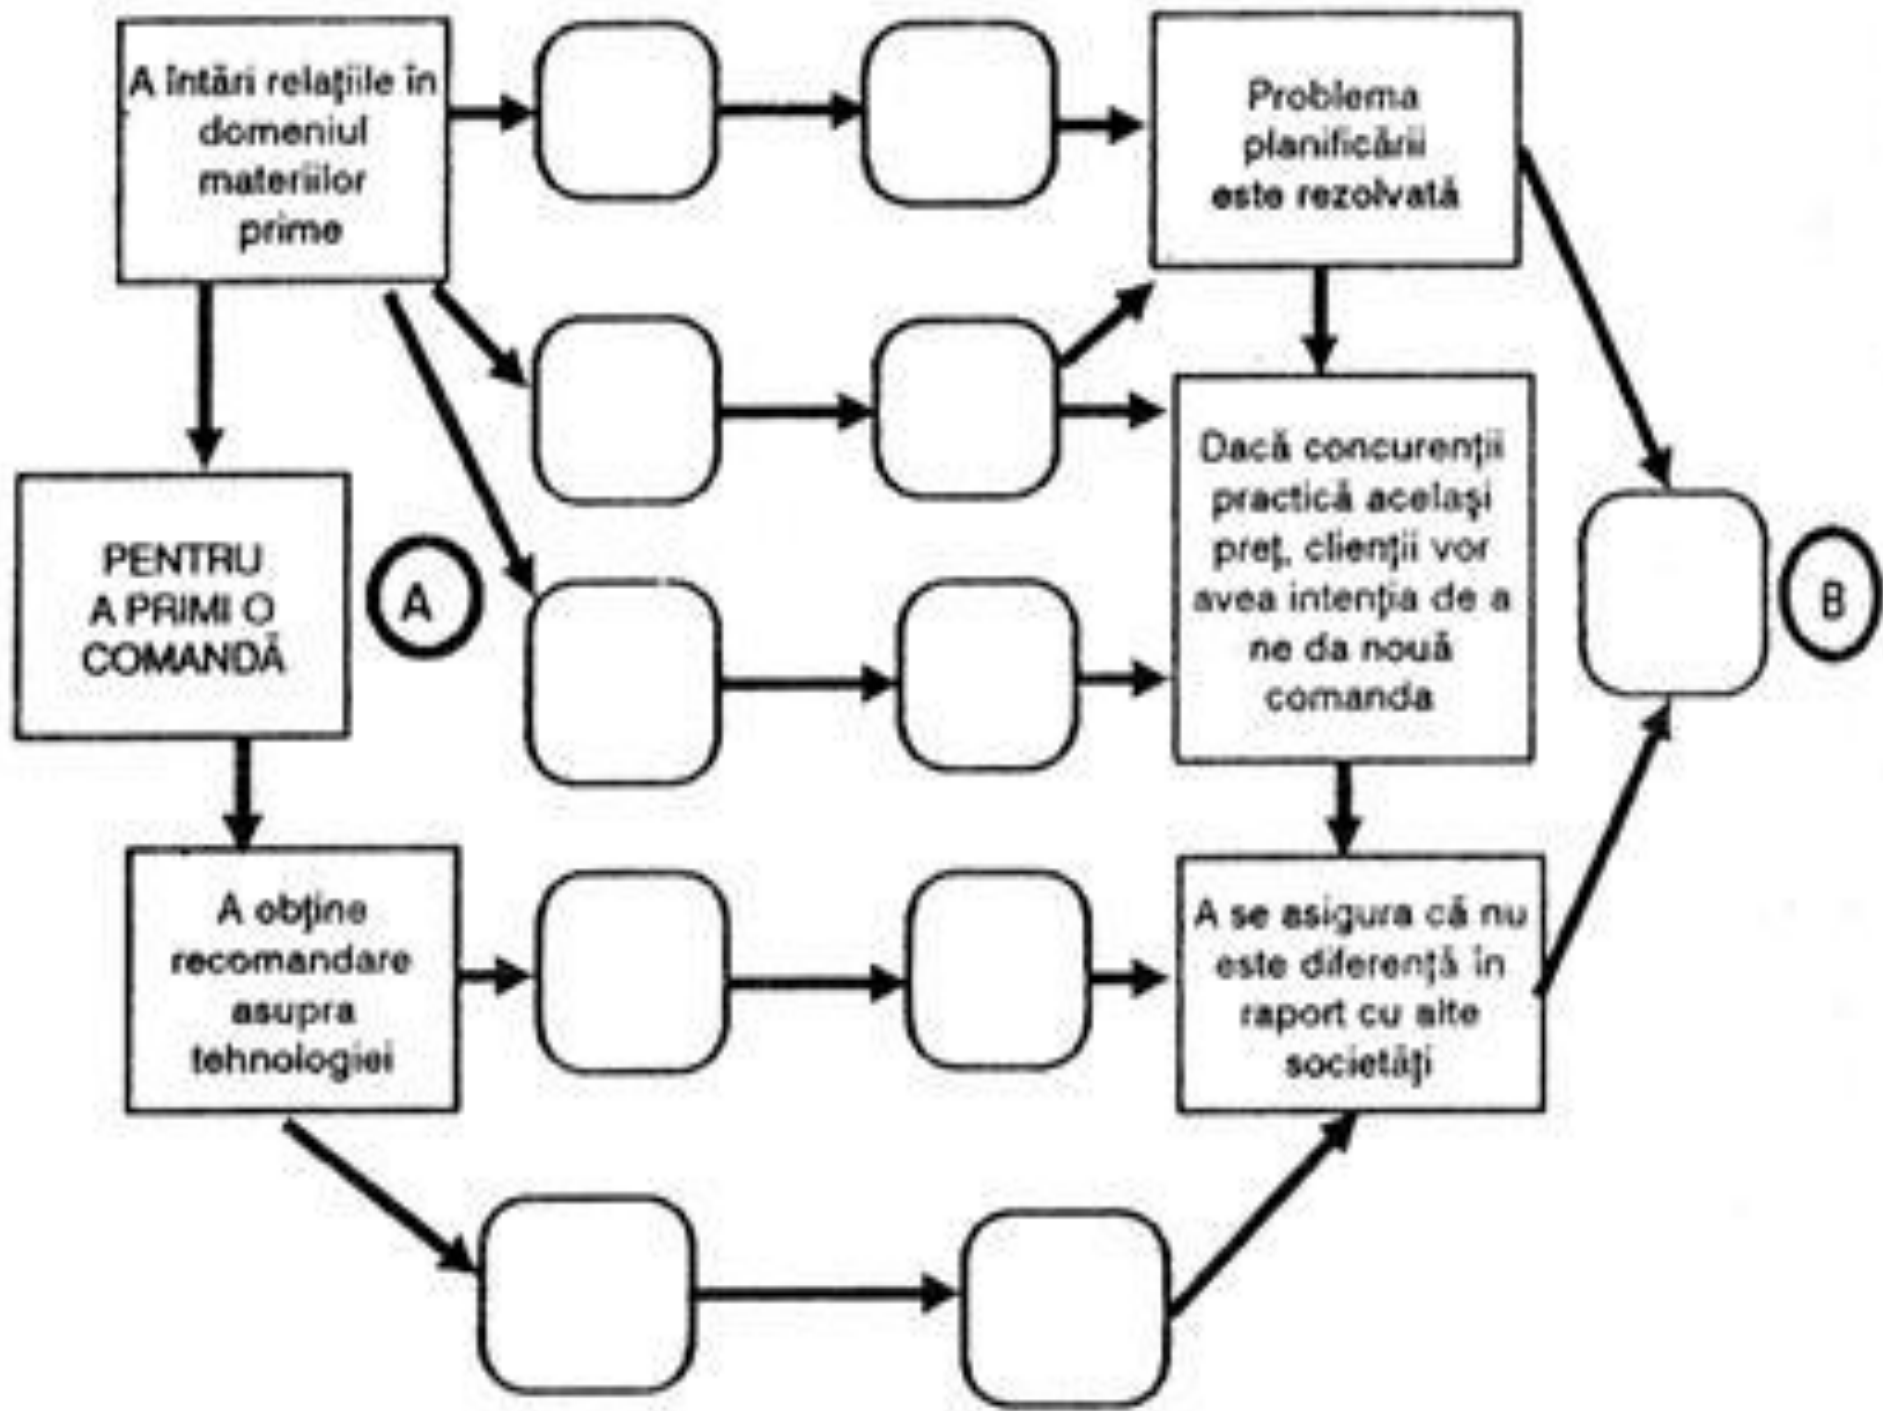 A întări relaţiile în
domeniul
materiilor
prime
Problema
planificării
este rezolvată
PENTRU
A PRIMI O
COMANDĂ
A
Dacă concurenţii
practică acelaşi
preţ, clienţii vor
avea intenţia de a
ne da nouă
comanda
B
A obţine
recomandare
asupra
tehnologiei
A se asigura că nu
este diferenţă în
raport cu alte
societăţi